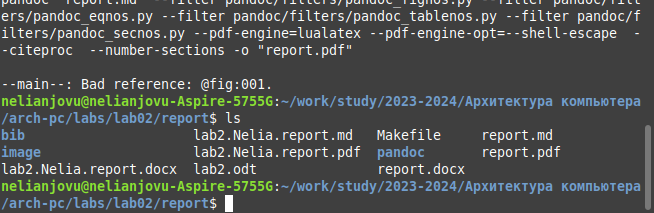 pandoc "report.md" --filter pandoc/filters/pandoc_fignos.py --filter pandoc/filt
ers/pandoc_eqnos.py --filter pandoc/filters/pandoc_tablenos.py --filter pandoc/f
ilters/pandoc_secnos.py --pdf-engine=lualatex --pdf-engine-opt=--shell-escape  -
-citeproc  --number-sections -o "report.pdf"
--main--: Bad reference: @fig:001.
nelianjovu@nelianjovu-Aspire-5755G:~/work/study/2023-2024/Архитектура компьютера
/arch-pc/labs/lab02/report$ ls
bib lab2.Nelia.report.md Makefile report.md
image lab2.Nelia.report.pdf pandoc report.pdf
lab2.Nelia.report.docx lab2.odt report.docx
nelianjovu@nelianjovu-Aspire-5755G:~/work/study/2023-2024/Архитектура компьютера
/arch-pc/labs/lab02/report$